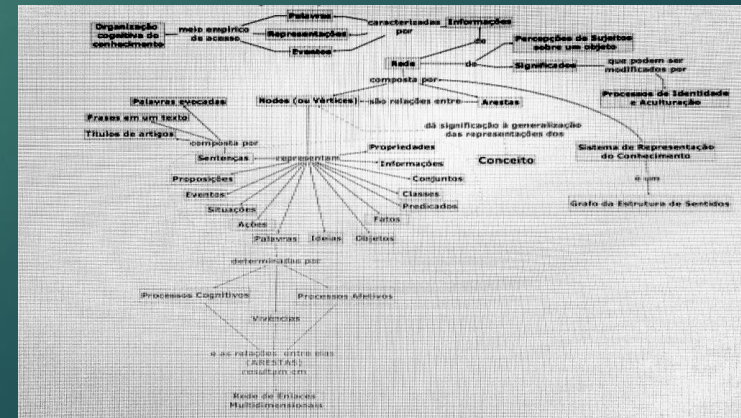 Palavras
Organização
cognitiva do
conhecimento
meio empírico
de acesso
Representações
Eventos
caracterizadas
por
Informações
de
Rede
de
Percepções de Sujeitos
sobre um objeto
Significados
que podem ser
modificados por
Processos de Identidade
e Aculturação
composta por
Palavras evocadas
Nodos (ou Vértices)
são relações entre
Arestas
Frases em um texto
Títulos de artigos
composta por
dá significação à generalização
das representações dos
Sentenças
representam
Propriedades
Informações
Conceito
Sistema de Representação
do Conhecimento
Proposições
Conjuntos
é um
Eventos
Classes
Situações
Predicados
Grafo da Estrutura de Sentidos
Ações
Fatos
Palavras
Ideias
Objetos
determinadas por
Processos Cognitivos
Processos Afetivos
Vivências
e as relações entre elas
(ARESTAS)
resultam em
Rede de Enlaces
Multidimensionais